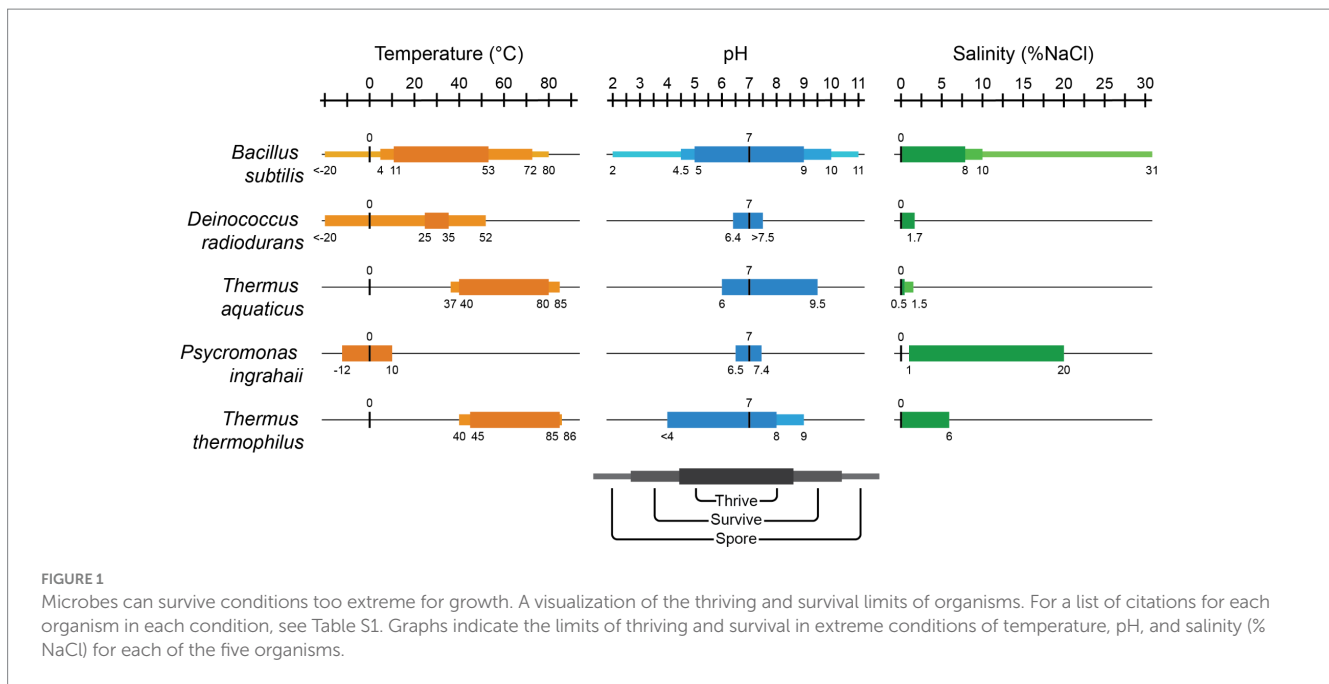 Temperature (°C) pH Salinity (%NaCl)
0 20 40 60 80 2 3 4 5 6 7 8 9 10 11 0 5 10 15 20 25 30
Bacillus subtilis
0 7 0
<-20 4 11 53 72 80 2 4.5 5 9 10 11 8 10 31
Deinococcus radiodurans
0 7 0
<-20 25 35 52 6.4 >7.5 1.7
Thermus aquaticus
0 7 0
37 40 80 85 6 9.5 0.5 1.5
Psycromonas ingrahaii
0 7 0
-12 10 6.5 7.4 1 20
Thermus thermophilus
0 7 0
40 45 85 86 <4 8 9 6
Thrive
Survive
Spore
FIGURE 1
Microbes can survive conditions too extreme for growth. A visualization of the thriving and survival limits of organisms. For a list of citations for each
organism in each condition, see Table S1. Graphs indicate the limits of thriving and survival in extreme conditions of temperature, pH, and salinity (%
NaCl) for each of the five organisms.